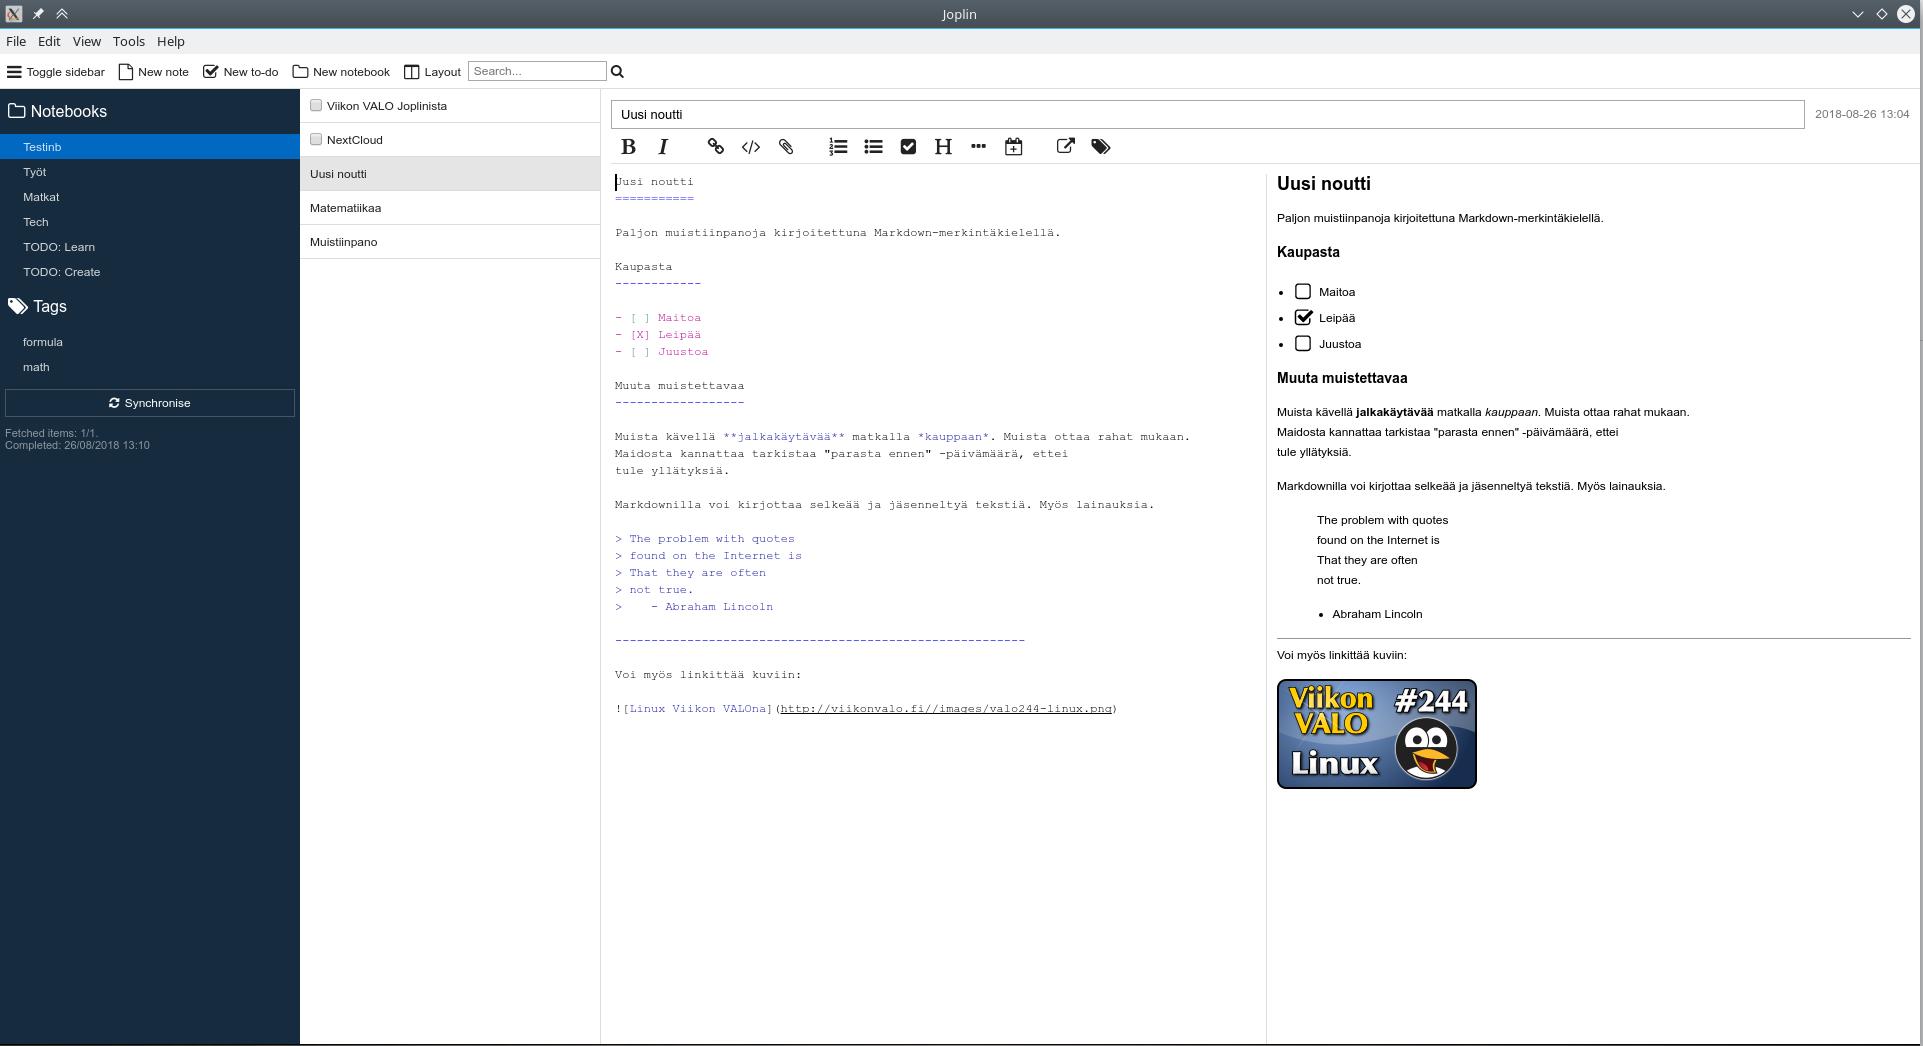 Joplin
File Edit View Tools Help
Toggle sidebar New note New to-do New notebook Layout Search...
Notebooks
Testinb
Työt
Matkat
Tech
TODO: Learn
TODO: Create
Tags
formula
math
Synchronise
Fetched items: 1/1.
Completed: 26/08/2018 13:10
Viikon VALO Joplinista
NextCloud
Uusi noutti
Matematiikaa
Muistiinpano
Uusi noutti
2018-08-26 13:04
Uusi noutti
===========
Paljon muistiinpanoja kirjoitettuna Markdown-merkintäkielellä.
Kaupasta
------------
- [ ] Maitoa
- [X] Leipää
- [ ] Juustoa
Muuta muistettavaa
------------------
Muista kävellä **jalkakäytävää** matkalla *kauppaan*. Muista ottaa rahat mukaan.
Maidosta kannattaa tarkistaa "parasta ennen" -päivämäärä, ettei
tule yllätyksiä.
Markdownilla voi kirjottaa selkeää ja jäsenneltyä tekstiä. Myös lainauksia.
> The problem with quotes
> found on the Internet is
> That they are often
> not true.
>    - Abraham Lincoln
---------------------------------------------------------
Voi myös linkittää kuviin:
![Linux Viikon VALOna](http://viikonvalo.fi//images/valo244-linux.png)
Uusi noutti
Paljon muistiinpanoja kirjoitettuna Markdown-merkintäkielellä.
Kaupasta
• Maitoa
• Leipää
• Juustoa
Muuta muistettavaa
Muista kävellä jalkakäytävää matkalla kauppaan. Muista ottaa rahat mukaan.
Maidosta kannattaa tarkistaa "parasta ennen" -päivämäärä, ettei
tule yllätyksiä.
Markdownilla voi kirjottaa selkeää ja jäsenneltyä tekstiä. Myös lainauksia.
The problem with quotes
found on the Internet is
That they are often
not true.
• Abraham Lincoln
Voi myös linkittää kuviin:
Viikon #244
VALO
Linux